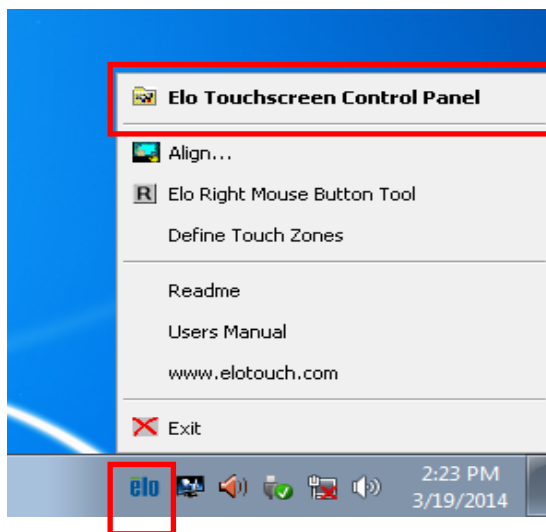 Elo Touchscreen Control Panel
Align...
R Elo Right Mouse Button Tool
Define Touch Zones
Readme
Users Manual
www.elotouch.com
Exit
elo 2:23 PM
3/19/2014